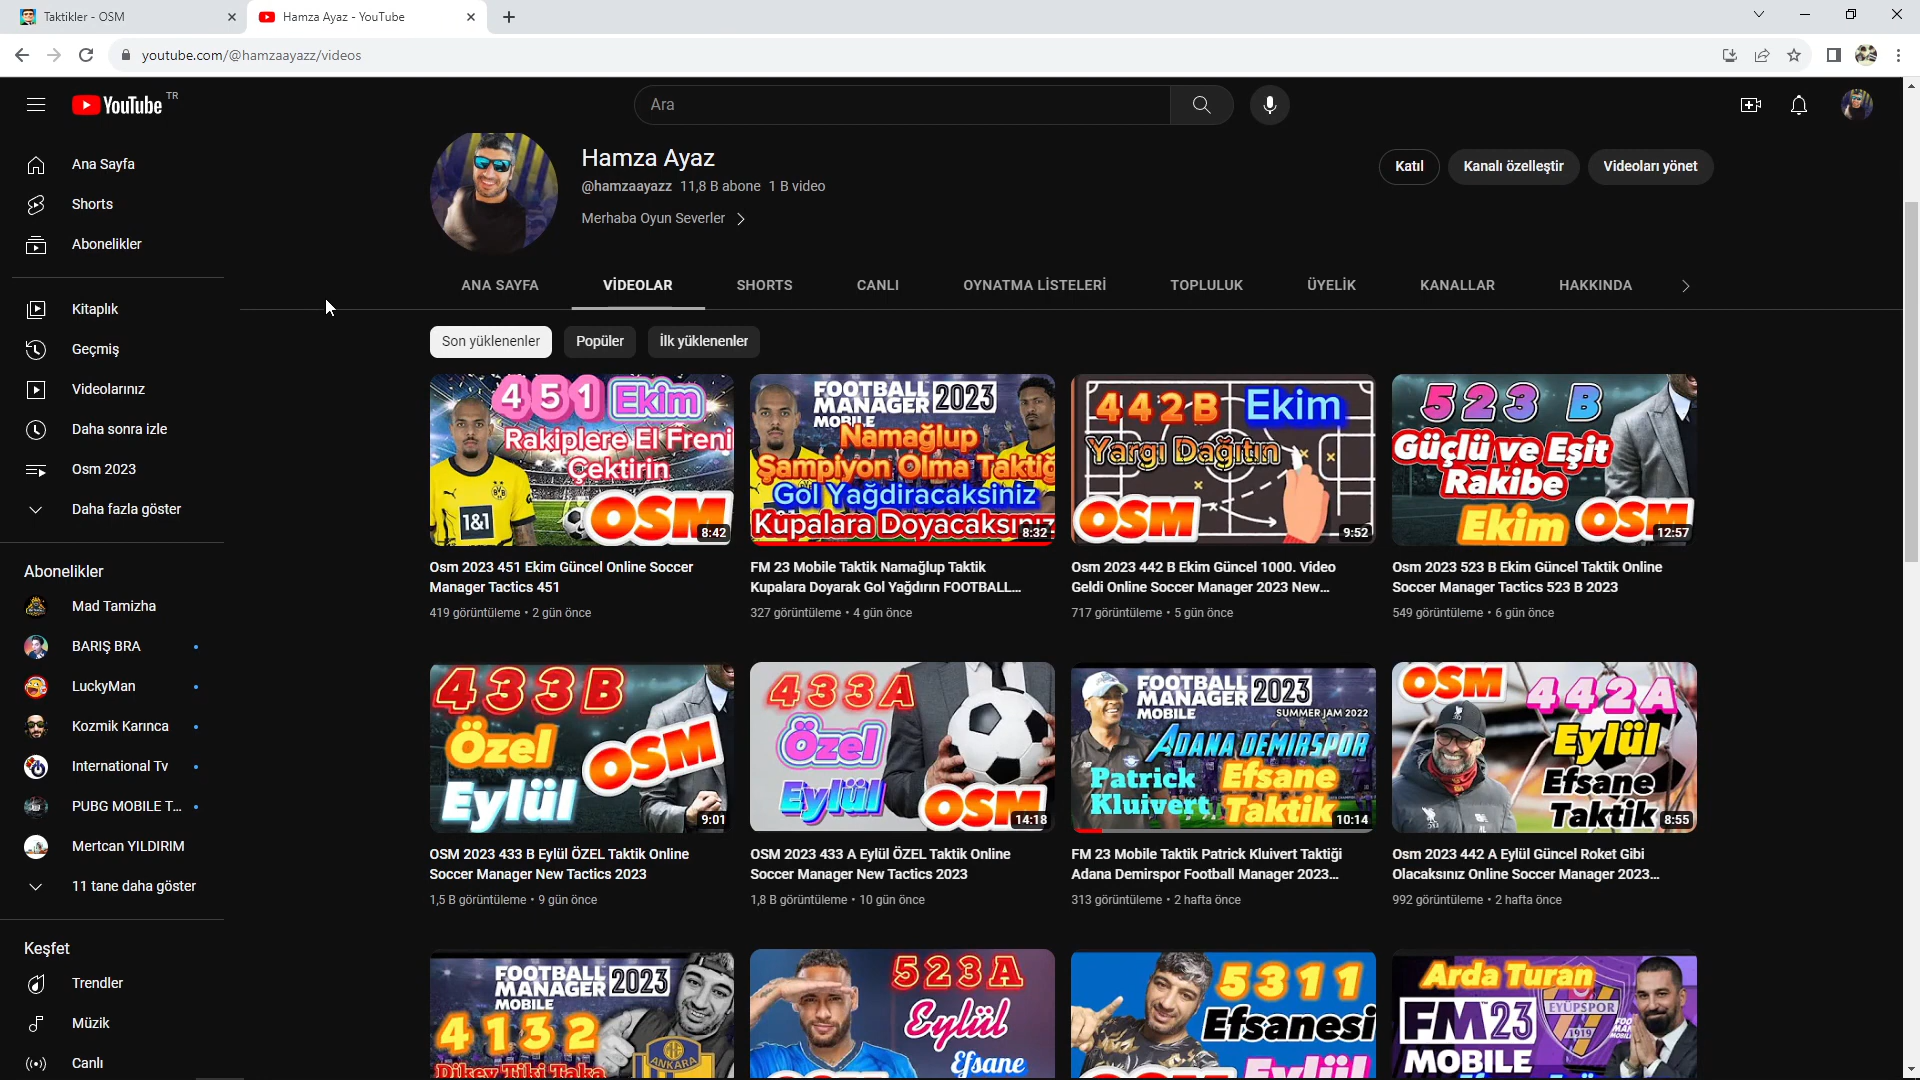 Taktikler - OSM
Hamza Ayaz - YouTube
youtube.com/@hamzaayazz/videos
YouTube TR
Ara
Ana Sayfa
Shorts
Abonelikler
Kitaplık
Geçmiş
Videolarınız
Daha sonra izle
Osm 2023
Daha fazla göster
Abonelikler
Mad Tamizha
BARIŞ BRA
LuckyMan
Kozmik Karınca
International Tv
PUBG MOBILE T...
Mertcan YILDIRIM
11 tane daha göster
Keşfet
Trendler
Müzik
Canlı
Hamza Ayaz
@hamzaayazz 11,8 B abone 1 B video
Merhaba Oyun Severler
Katıl
Kanalı özelleştir
Videoları yönet
ANA SAYFA
VİDEOLAR
SHORTS
CANLI
OYNATMA LİSTELERİ
TOPLULUK
ÜYELİK
KANALLAR
HAKKINDA
Son yüklenenler
Popüler
İlk yüklenenler
451 Ekim
Rakiplere El Freni
Çektirin
1&1
OSM
8:42
Osm 2023 451 Ekim Güncel Online Soccer
Manager Tactics 451
419 görüntüleme • 2 gün önce
FOOTBALL
MANAGER 2023
MOBILE
Namağlup
Şampiyon Olma Taktiğ
Gol Yağdiracaksiniz
Kupalara Doyacaksınız
8:32
FM 23 Mobile Taktik Namağlup Taktik
Kupalara Doyarak Gol Yağdırın FOOTBALL...
327 görüntüleme • 4 gün önce
442B Ekim
Yargı Dağıtın
OSM
9:52
Osm 2023 442 B Ekim Güncel 1000. Video
Geldi Online Soccer Manager 2023 New...
717 görüntüleme • 5 gün önce
523 B
Güçlü ve Eşit
Rakibe
Ekim OSM
12:57
Osm 2023 523 B Ekim Güncel Taktik Online
Soccer Manager Tactics 523 B 2023
549 görüntüleme • 6 gün önce
433B
Özel
OSM
Eylül
9:01
OSM 2023 433 B Eylül ÖZEL Taktik Online
Soccer Manager New Tactics 2023
1,5 B görüntüleme • 9 gün önce
433A
Özel
Eylül
OSM
14:18
OSM 2023 433 A Eylül ÖZEL Taktik Online
Soccer Manager New Tactics 2023
1,8 B görüntüleme • 10 gün önce
FOOTBALL
MANAGER 2023
MOBILE
SUMMER JAM 2022
ADANA DEMIRSPOR
Patrick Efsane
Kluivert Taktik
10:14
FM 23 Mobile Taktik Patrick Kluivert Taktiği
Adana Demirspor Football Manager 2023...
313 görüntüleme • 2 hafta önce
OSM
442A
Eylül
Efsane
Taktik
8:55
Osm 2023 442 A Eylül Güncel Roket Gibi
Olacaksınız Online Soccer Manager 2023...
992 görüntüleme • 2 hafta önce
FOOTBALL
MANAGER 2023
MOBILE
4132
ANKARA
Dikey Tiki Taka
523A
Eylül
Efsane
5311
Efsanesi
Eylül
Arda Turan
FM23
MOBILE
EYÜPSPOR
1919